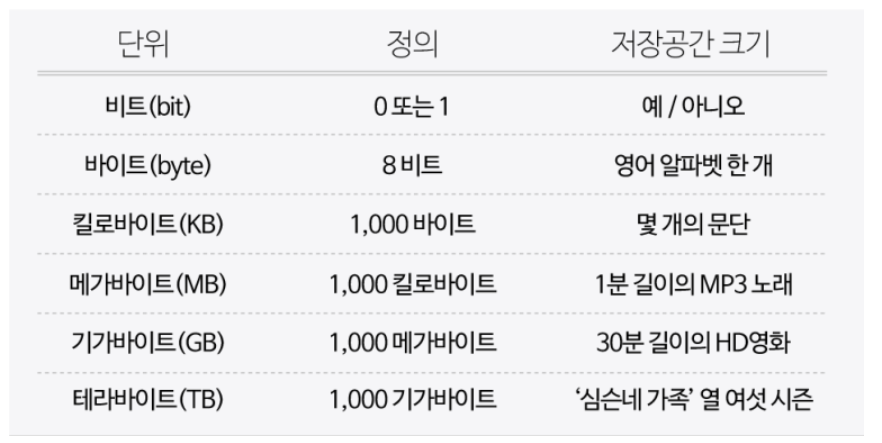 단위 정의 저장공간 크기
비트(bit) 0 또는 1 예 / 아니오
바이트(byte) 8 비트 영어 알파벳 한 개
킬로바이트(KB) 1,000 바이트 몇 개의 문단
메가바이트(MB) 1,000 킬로바이트 1분 길이의 MP3 노래
기가바이트(GB) 1,000 메가바이트 30분 길이의 HD영화
테라바이트(TB) 1,000 기가바이트 ‘심슨네 가족’ 열 여섯 시즌